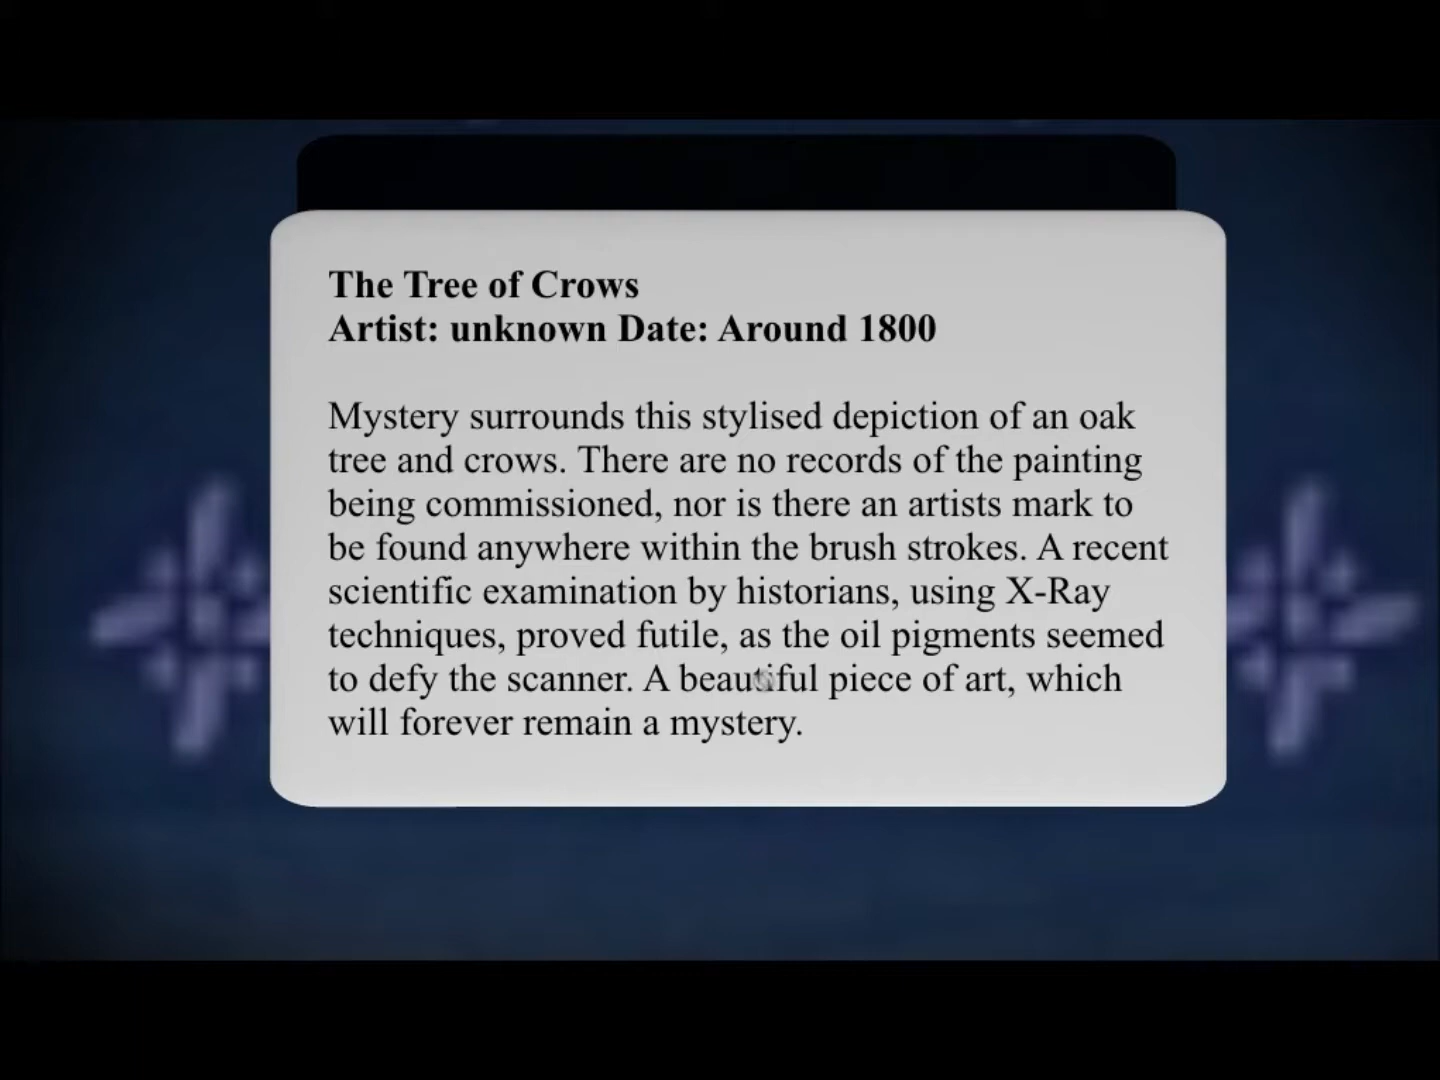 The Tree of Crows
Artist: unknown Date: Around 1800
Mystery surrounds this stylised depiction of an oak
tree and crows. There are no records of the painting
being commissioned, nor is there an artists mark to
be found anywhere within the brush strokes. A recent
scientific examination by historians, using X-Ray
techniques, proved futile, as the oil pigments seemed
to defy the scanner. A beautiful piece of art, which
will forever remain a mystery.